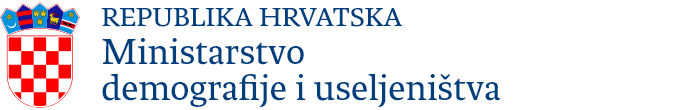 REPUBLIKA HRVATSKA
Ministarstvo
demografije i useljeništva